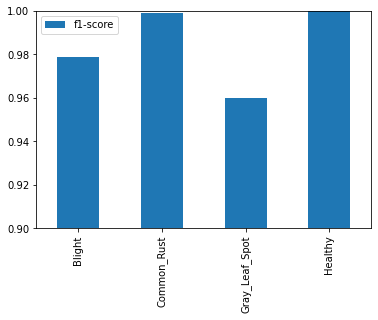 1.00
0.98
0.96
0.94
0.92
0.90
f1-score
Blight
Common_Rust
Gray_Leaf_Spot
Healthy